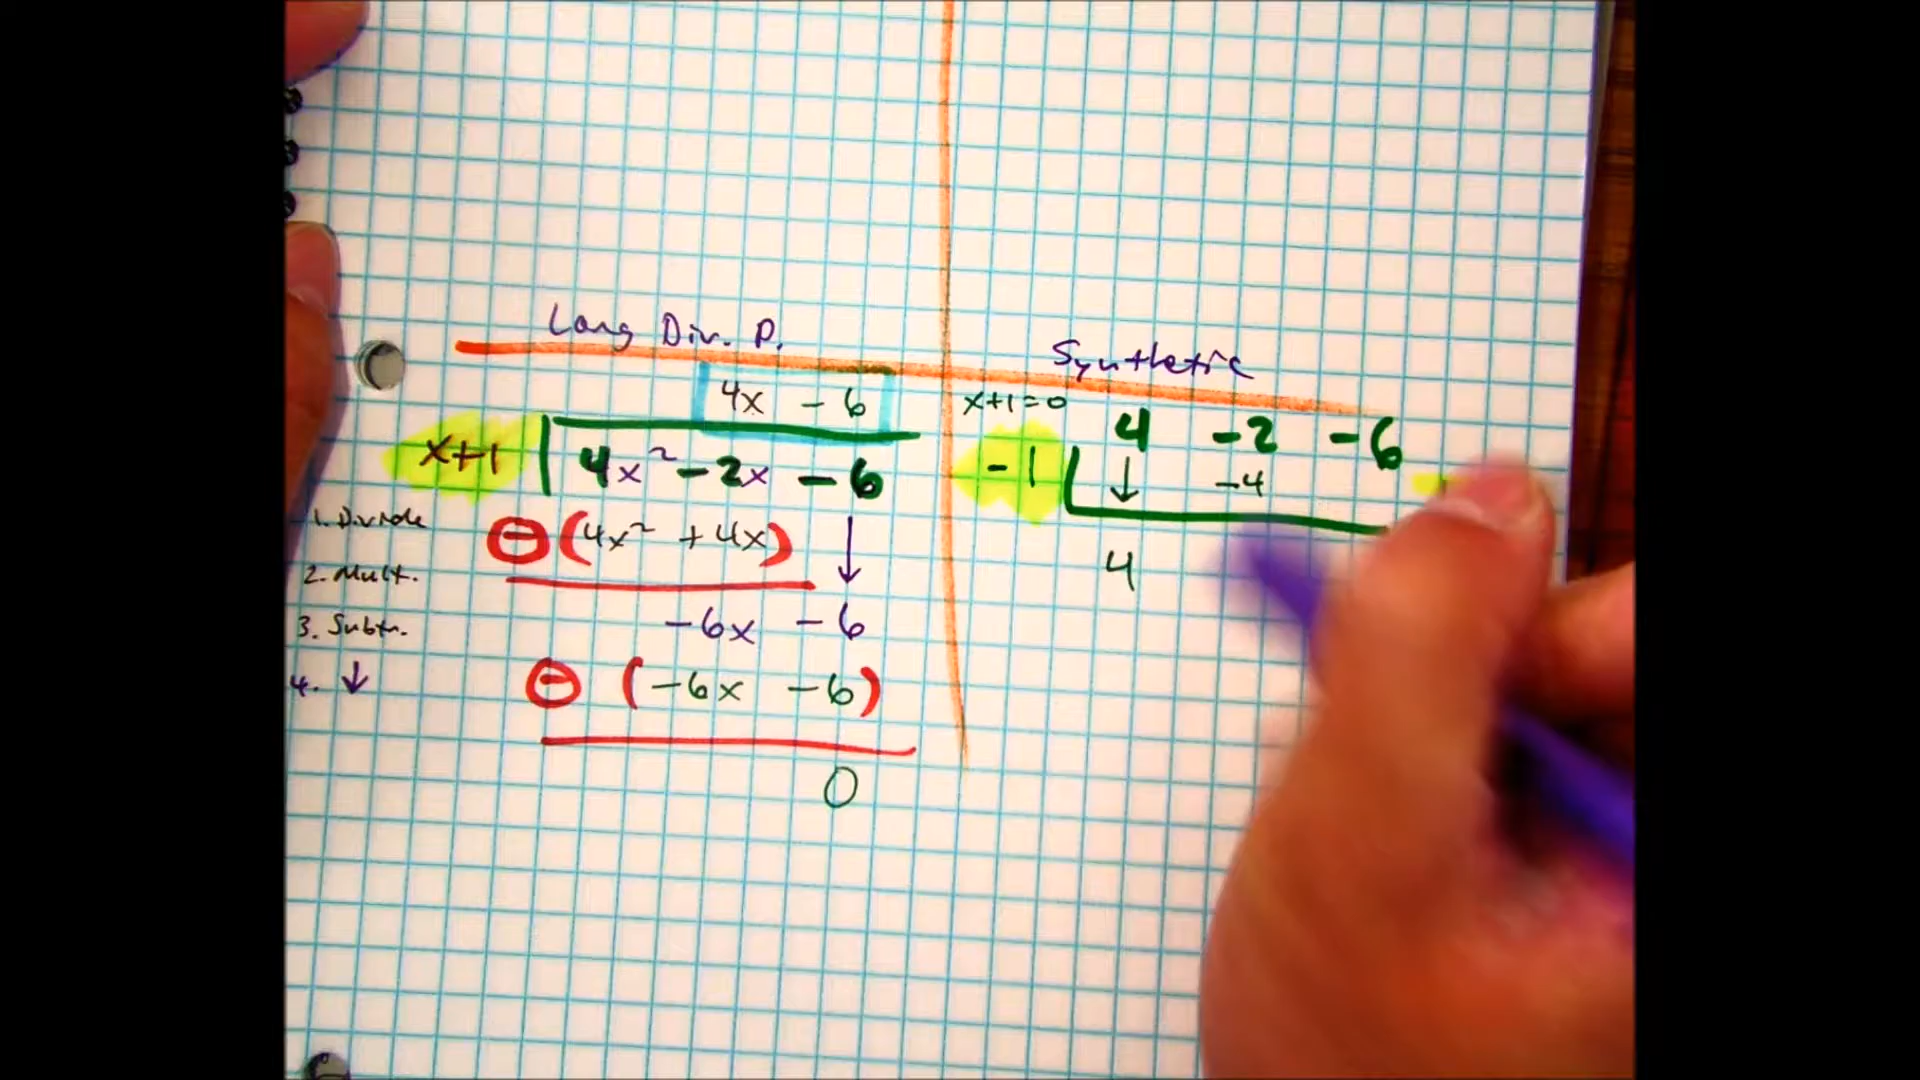 Long Div. P.
4x - 6
x+1 4x² - 2x - 6
1. Divide
⊖ (4x² + 4x)
2. Mult.
-6x - 6
3. Subtr.
4. ↓
⊖ (-6x - 6)
0
Synthetic
x+1=0
-1 4 -2 -6
↓ -4
4